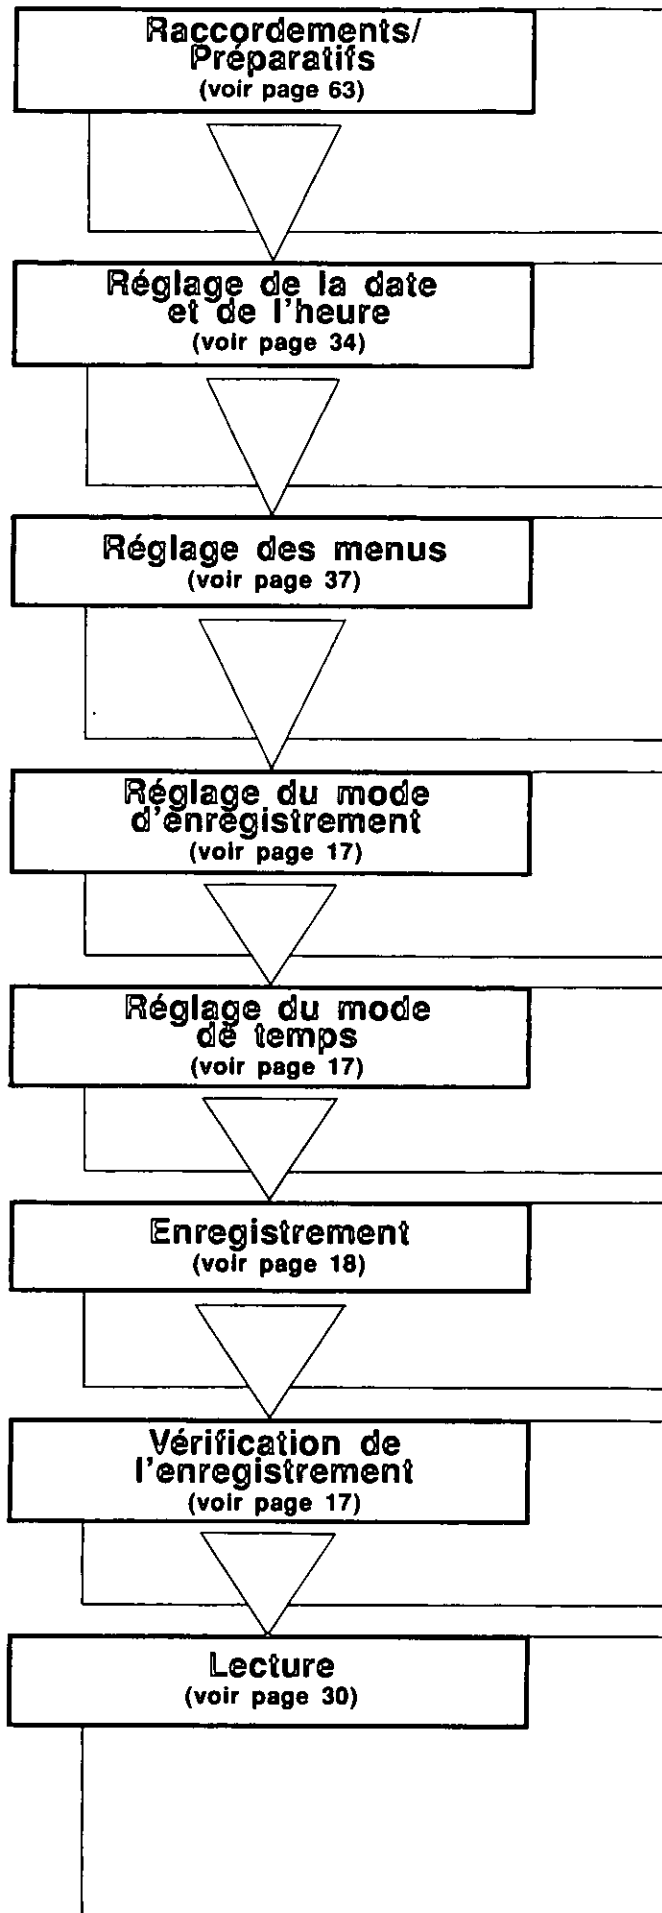 Raccordements/
Préparatifs
(voir page 63)
Réglage de la date
et de l'heure
(voir page 34)
Réglage des menus
(voir page 37)
Réglage du mode
d'enregistrement
(voir page 17)
Réglage du mode
de temps
(voir page 17)
Enregistrement
(voir page 18)
Vérification de
l'enregistrement
(voir page 17)
Lecture
(voir page 30)